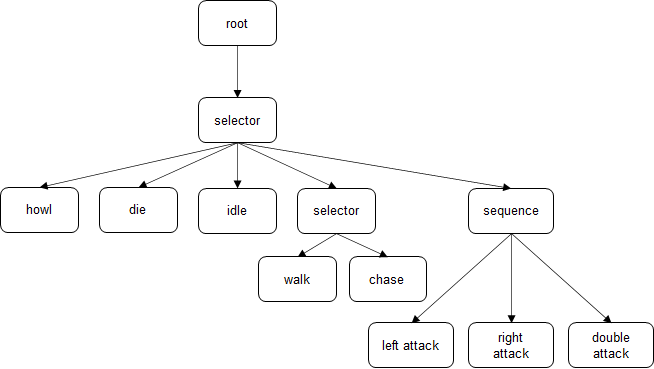 root
selector
howl
die
idle
selector
sequence
walk
chase
left attack
right
attack
double
attack